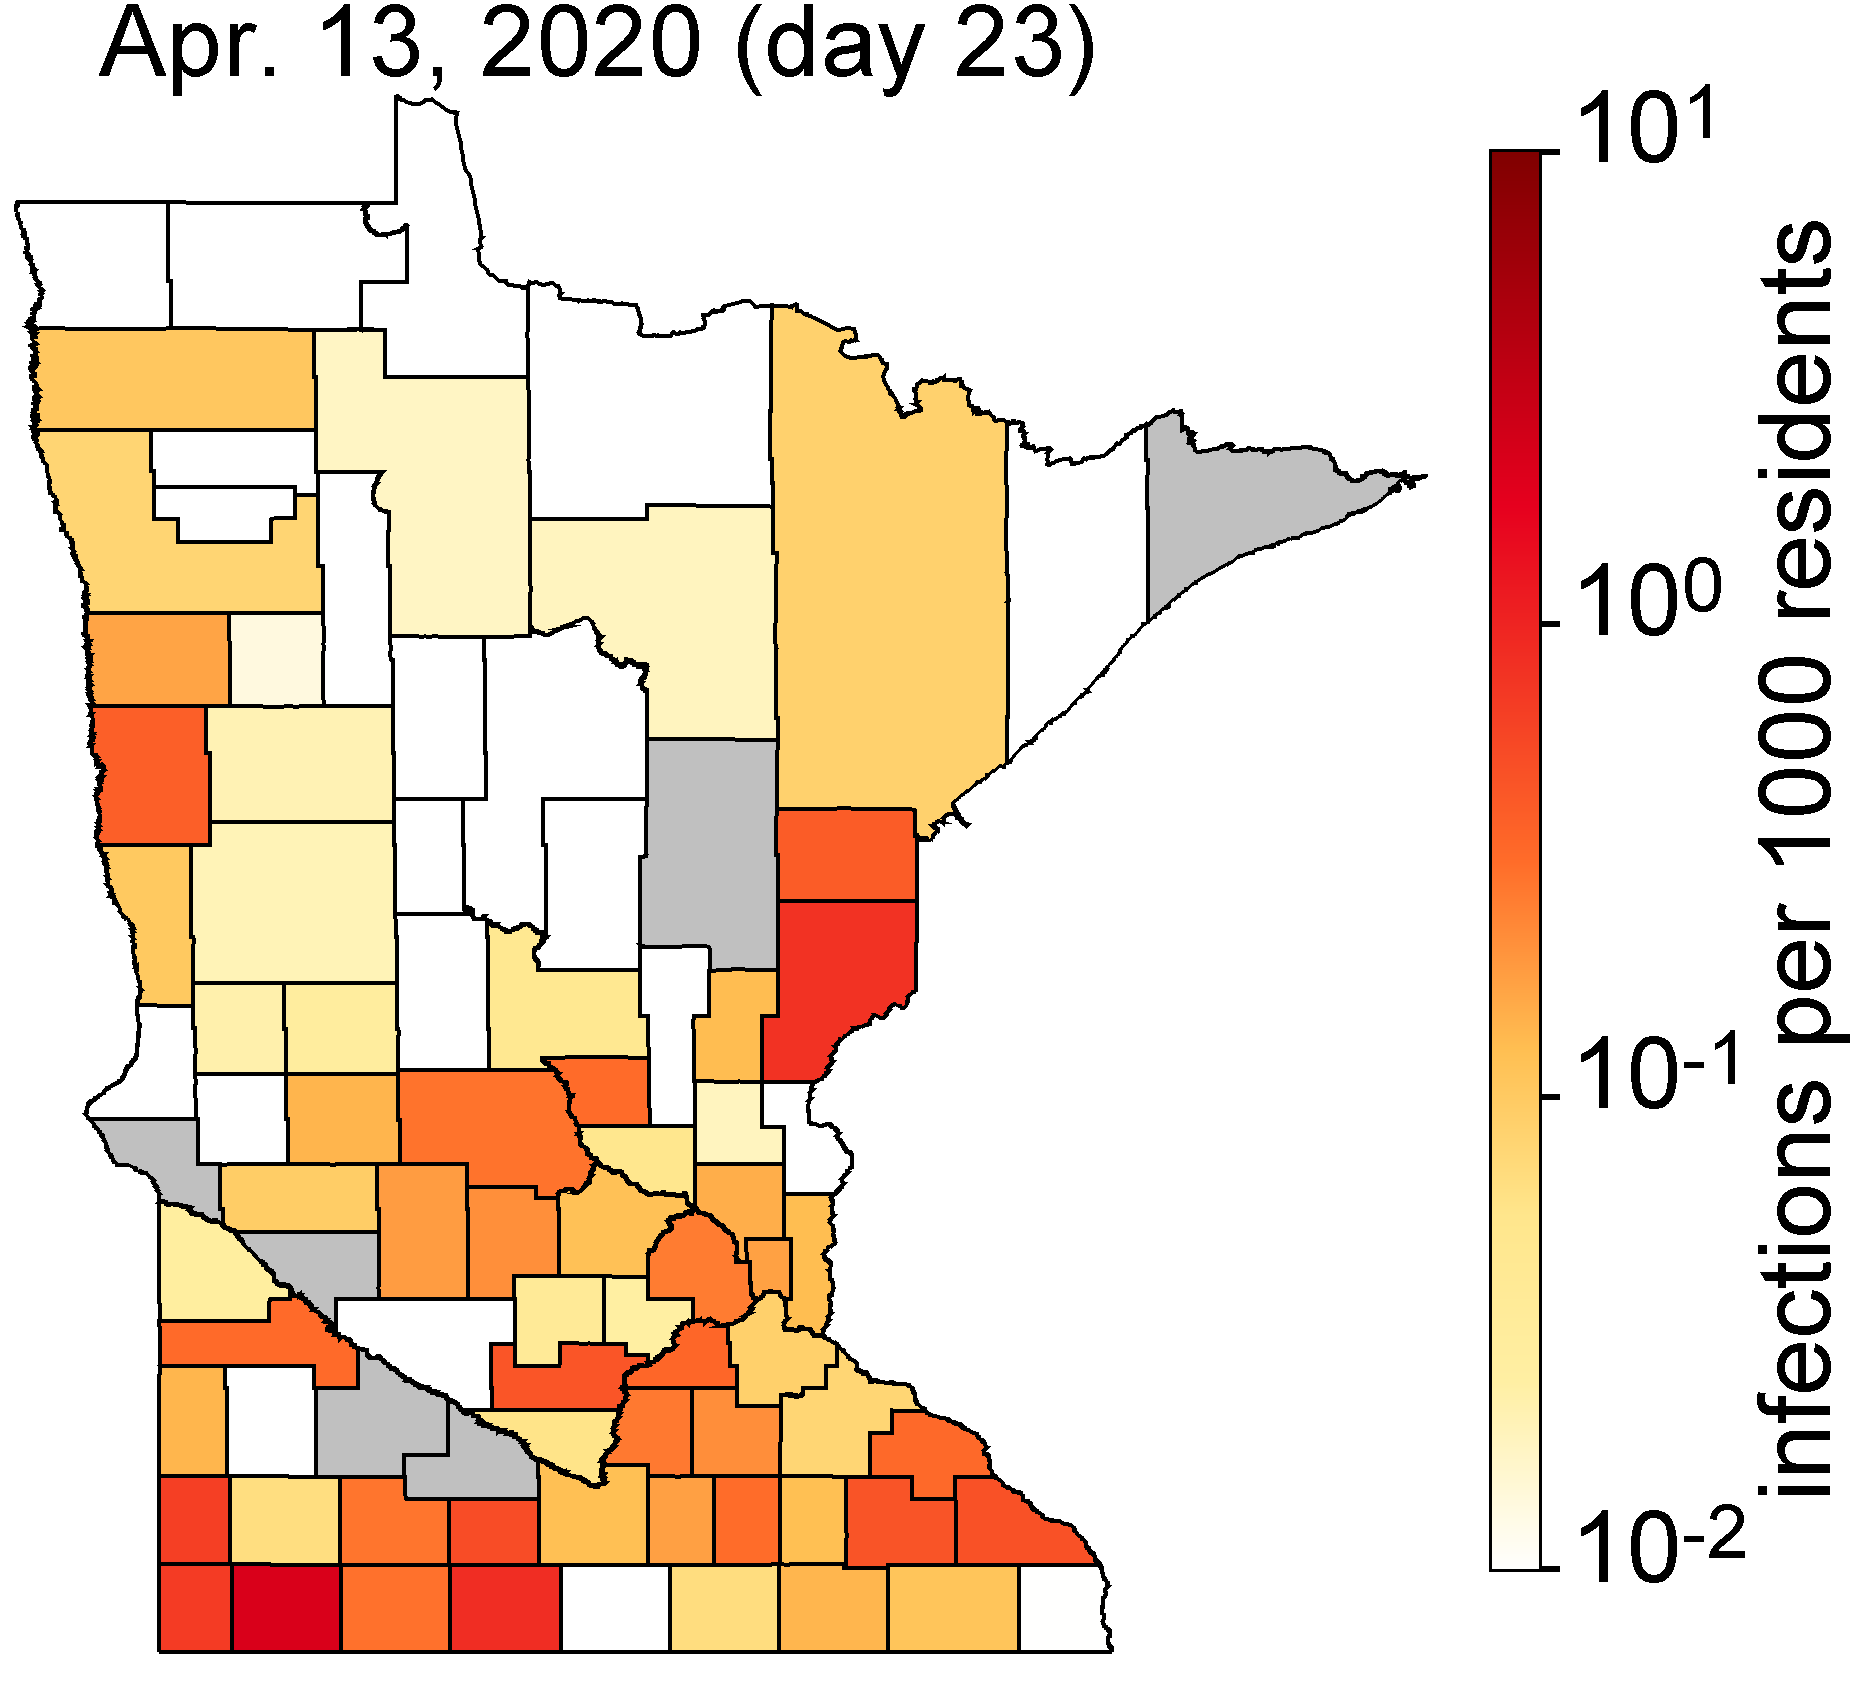 Apr. 13, 2020 (day 23)
10¹
10⁰
10⁻¹
10⁻²
infections per 1000 residents